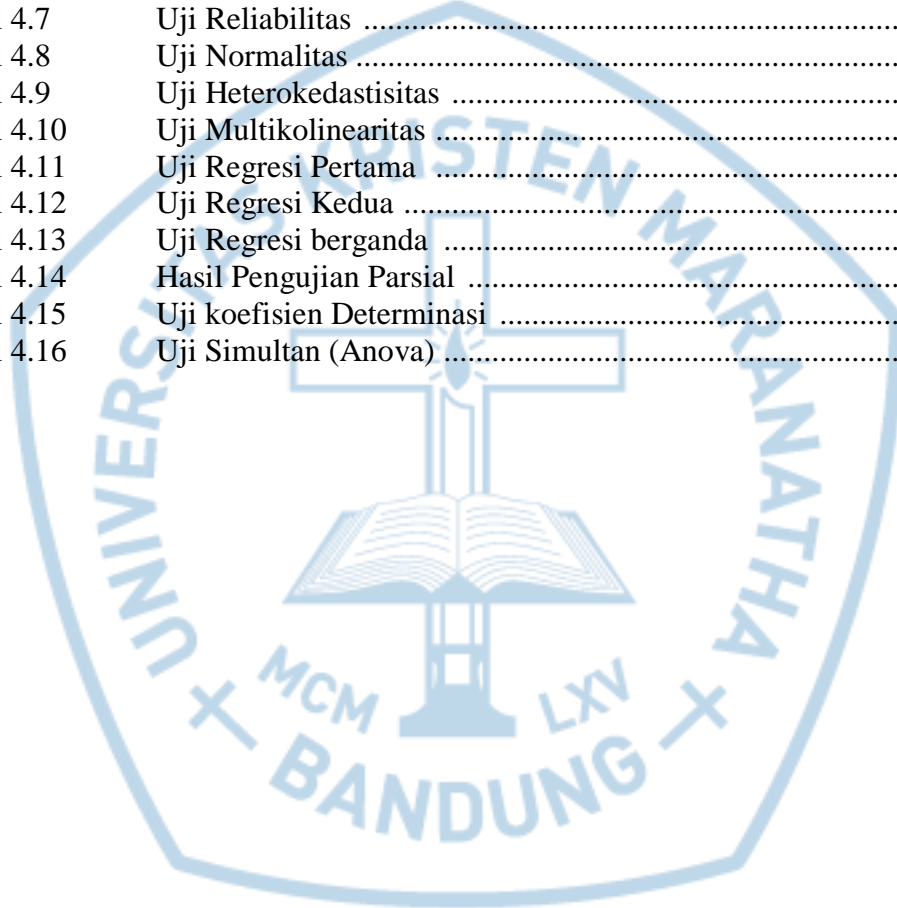 4.7 Uji Reliabilitas ................................................................
4.8 Uji Normalitas ................................................................
4.9 Uji Heterokedastisitas ................................................................
4.10 Uji Multikolinearitas ................................................................
4.11 Uji Regresi Pertama ................................................................
4.12 Uji Regresi Kedua ................................................................
4.13 Uji Regresi berganda ................................................................
4.14 Hasil Pengujian Parsial ................................................................
4.15 Uji koefisien Determinasi ................................................................
4.16 Uji Simultan (Anova) ................................................................
UNIVERSITAS KRISTEN MARANATHA
MCM LXV
BANDUNG